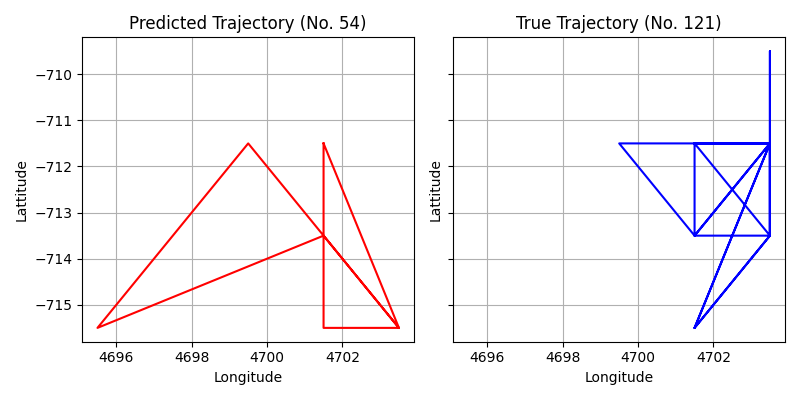 Predicted Trajectory (No. 54)
True Trajectory (No. 121)
−710
−711
−712
−713
−714
−715
Lattitude
Lattitude
4696
4698
4700
4702
4696
4698
4700
4702
Longitude
Longitude